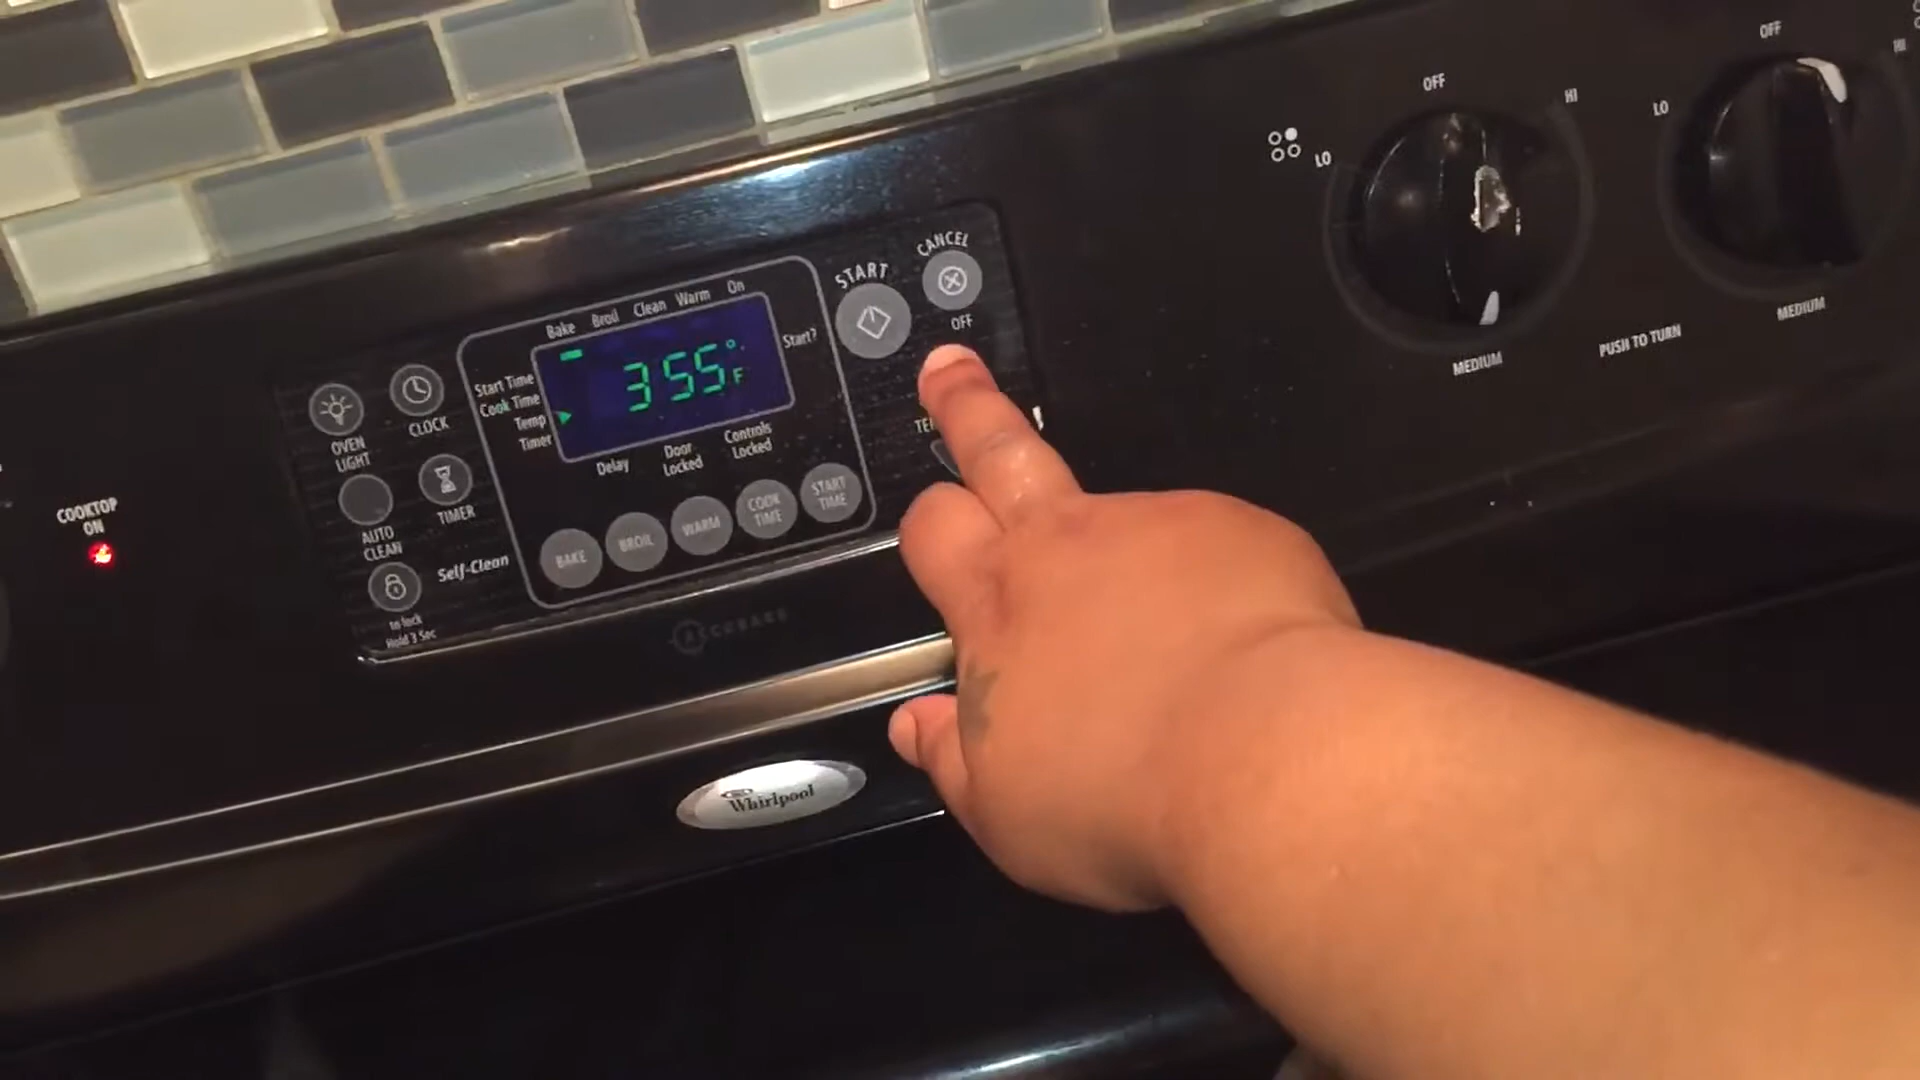 OFF
HI
LO
MEDIUM
OFF
HI
LO
MEDIUM
PUSH TO TURN
CANCEL
START
OFF
Bake Broil Clean Warm On
355°F
Start?
Start Time
Cook Time
Temp
Timer
Delay
Door
Locked
Controls
Locked
OVEN
LIGHT
CLOCK
AUTO
CLEAN
TIMER
Self-Clean
to lock
Hold 3 Sec
BAKE
BROIL
WARM
COOK
TIME
START
TIME
COOKTOP
ON
ACCUBAKE
Whirlpool